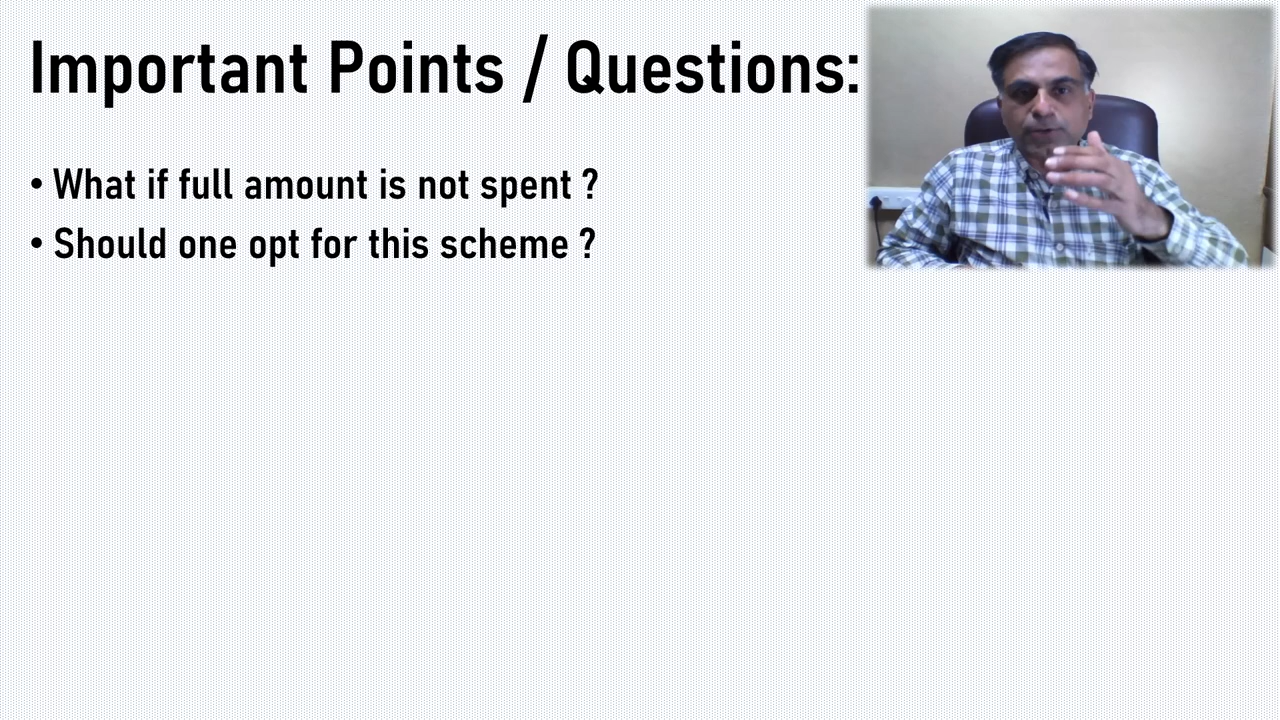 Important Points / Questions:
• What if full amount is not spent ?
• Should one opt for this scheme ?